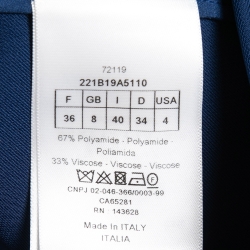 72119
221B19A5110
F GB I D USA
36 8 40 34 4
67% Polyamide - Polyamide -
Poliamida
33% Viscose - Viscose - Viscose
CNPJ 02-046-366/0003-99
CA65281
RN 143628
Made in ITALY
ITALIA